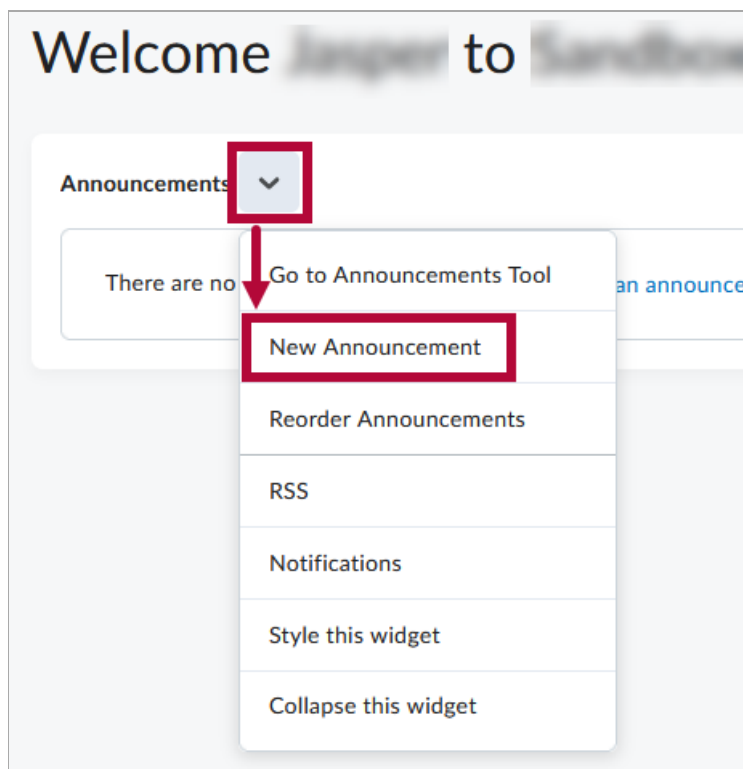 Welcome to
Announcements
There are no
an announce
Go to Announcements Tool
New Announcement
Reorder Announcements
RSS
Notifications
Style this widget
Collapse this widget